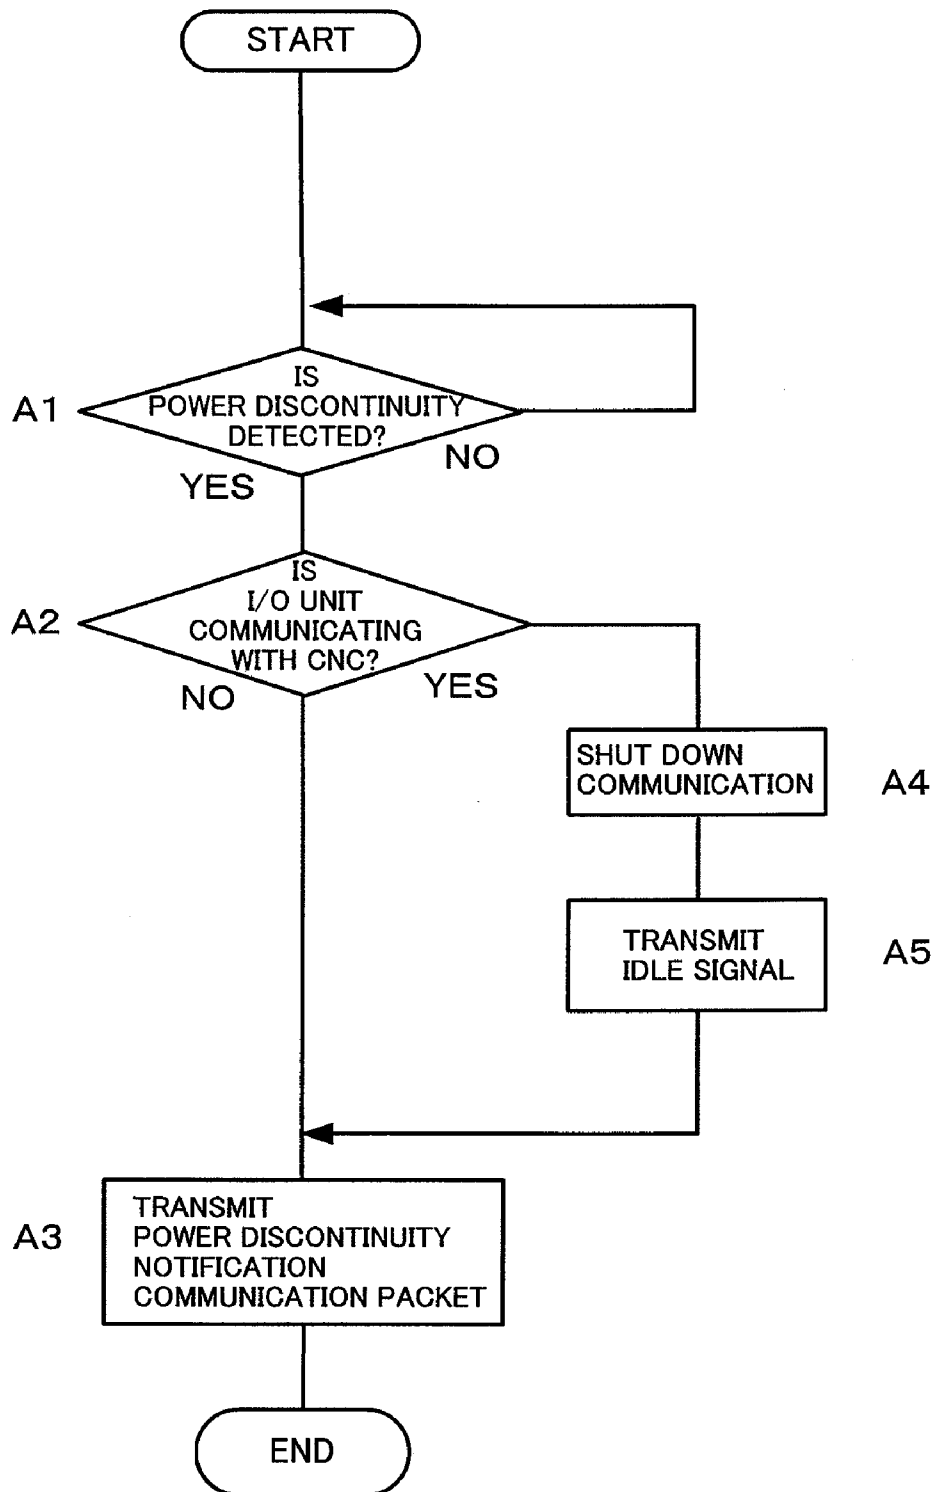 START
IS
POWER DISCONTINUITY
DETECTED?
A1
NO
YES
IS
I/O UNIT
COMMUNICATING
WITH CNC?
A2
NO
YES
SHUT DOWN
COMMUNICATION
A4
TRANSMIT
IDLE SIGNAL
A5
TRANSMIT
POWER DISCONTINUITY
NOTIFICATION
COMMUNICATION PACKET
A3
END